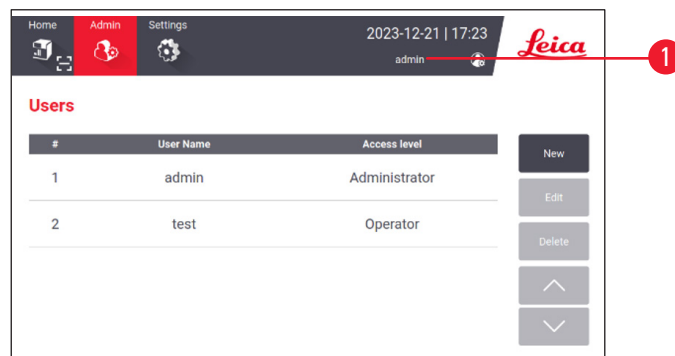 Home Admin Settings
2023-12-21 | 17:23
admin
Leica
1
Users
# User Name Access level
1 admin Administrator
2 test Operator
New
Edit
Delete